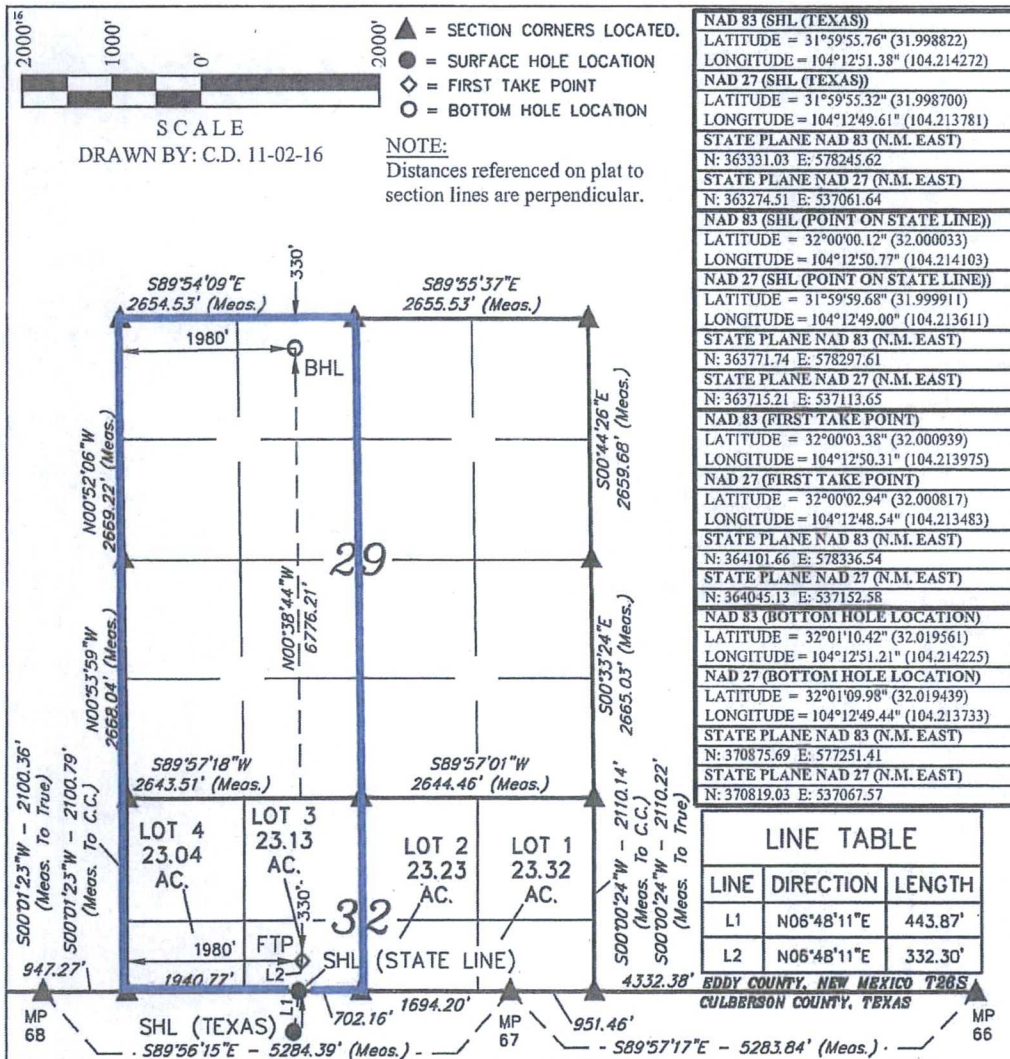 16
2000'
1000'
0'
2000'
SCALE
DRAWN BY: C.D. 11-02-16
= SECTION CORNERS LOCATED.
= SURFACE HOLE LOCATION
= FIRST TAKE POINT
= BOTTOM HOLE LOCATION
NOTE:
Distances referenced on plat to
section lines are perpendicular.
NAD 83 (SHL (TEXAS))
LATITUDE = 31°59'55.76" (31.998822)
LONGITUDE = 104°12'51.38" (104.214272)
NAD 27 (SHL (TEXAS))
LATITUDE = 31°59'55.32" (31.998700)
LONGITUDE = 104°12'49.61" (104.213781)
STATE PLANE NAD 83 (N.M. EAST)
N: 363331.03 E: 578245.62
STATE PLANE NAD 27 (N.M. EAST)
N: 363274.51 E: 537061.64
NAD 83 (SHL (POINT ON STATE LINE))
LATITUDE = 32°00'00.12" (32.000033)
LONGITUDE = 104°12'50.77" (104.214103)
NAD 27 (SHL (POINT ON STATE LINE))
LATITUDE = 31°59'59.68" (31.999911)
LONGITUDE = 104°12'49.00" (104.213611)
STATE PLANE NAD 83 (N.M. EAST)
N: 363771.74 E: 578297.61
STATE PLANE NAD 27 (N.M. EAST)
N: 363715.21 E: 537113.65
NAD 83 (FIRST TAKE POINT)
LATITUDE = 32°00'03.38" (32.000939)
LONGITUDE = 104°12'50.31" (104.213975)
NAD 27 (FIRST TAKE POINT)
LATITUDE = 32°00'02.94" (32.000817)
LONGITUDE = 104°12'48.54" (104.213483)
STATE PLANE NAD 83 (N.M. EAST)
N: 364101.66 E: 578336.54
STATE PLANE NAD 27 (N.M. EAST)
N: 364045.13 E: 537152.58
NAD 83 (BOTTOM HOLE LOCATION)
LATITUDE = 32°01'10.42" (32.019561)
LONGITUDE = 104°12'51.21" (104.214225)
NAD 27 (BOTTOM HOLE LOCATION)
LATITUDE = 32°01'09.98" (32.019439)
LONGITUDE = 104°12'49.44" (104.213733)
STATE PLANE NAD 83 (N.M. EAST)
N: 370875.69 E: 577251.41
STATE PLANE NAD 27 (N.M. EAST)
N: 370819.03 E: 537067.57
S89°54'09"E
2654.53' (Meas.)
330'
S89°55'37"E
2655.53' (Meas.)
1980'
BHL
N00°52'06"W
2669.22' (Meas.)
S00°44'26"E
2659.68' (Meas.)
29
N00°38'44"W
6776.21'
N00°53'59"W
2668.04' (Meas.)
S00°33'24"E
2665.03' (Meas.)
S89°57'18"W
2643.51' (Meas.)
S89°57'01"W
2644.46' (Meas.)
S00°01'23"W - 2100.36'
(Meas. To True)
S00°01'23"W - 2100.79'
(Meas. To C.C.)
LOT 4
23.04
AC.
LOT 3
23.13
AC.
LOT 2
23.23
AC.
LOT 1
23.32
AC.
S00°00'24"W - 2110.14'
(Meas. To C.C.)
S00°00'24"W - 2110.22'
(Meas. To True)
330'
32
1980'
FTP
L2
SHL (STATE LINE)
947.27'
1940.77'
1694.20'
4332.38'
L1
702.16'
951.46'
MP
68
SHL (TEXAS)
MP
67
MP
66
S89°56'15"E - 5284.39' (Meas.)
S89°57'17"E - 5283.84' (Meas.)
LINE TABLE
LINE DIRECTION LENGTH
L1 N06°48'11"E 443.87'
L2 N06°48'11"E 332.30'
EDDY COUNTY, NEW MEXICO T26S
CULBERSON COUNTY, TEXAS